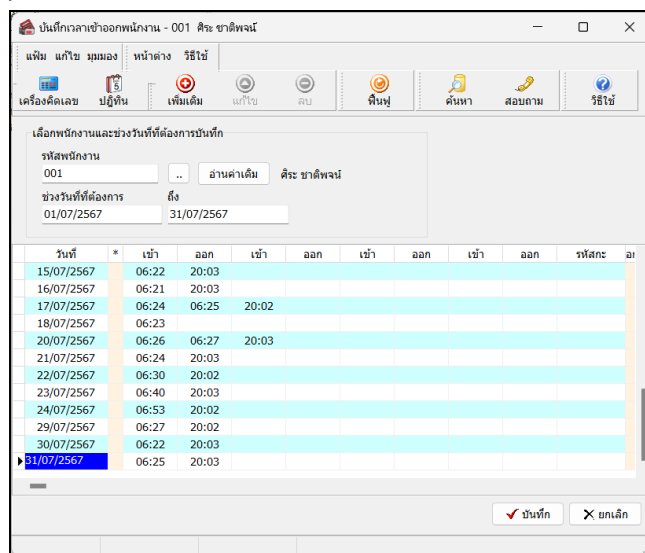 บันทึกเวลาเข้าออกพนักงาน - 001 ศิระ ชาติพจน์
แฟ้ม แก้ไข มุมมอง หน้าต่าง วิธีใช้
เครื่องคิดเลข ปฏิทิน เพิ่มเติม แก้ไข ลบ ฟื้นฟู ค้นหา สอบถาม วิธีใช้
เลือกพนักงานและช่วงวันที่ที่ต้องการบันทึก
รหัสพนักงาน
001 .. อ่านค่าเดิม ศิระ ชาติพจน์
ช่วงวันที่ที่ต้องการ ถึง
01/07/2567 31/07/2567
วันที่ * เข้า ออก เข้า ออก เข้า ออก เข้า ออก รหัสกะ
15/07/2567 06:22 20:03
16/07/2567 06:21 20:03
17/07/2567 06:24 06:25 20:02
18/07/2567 06:23
20/07/2567 06:26 06:27 20:03
21/07/2567 06:24 20:03
22/07/2567 06:30 20:02
23/07/2567 06:40 20:03
24/07/2567 06:53 20:02
29/07/2567 06:27 20:02
30/07/2567 06:22 20:03
31/07/2567 06:25 20:03
บันทึก ยกเลิก